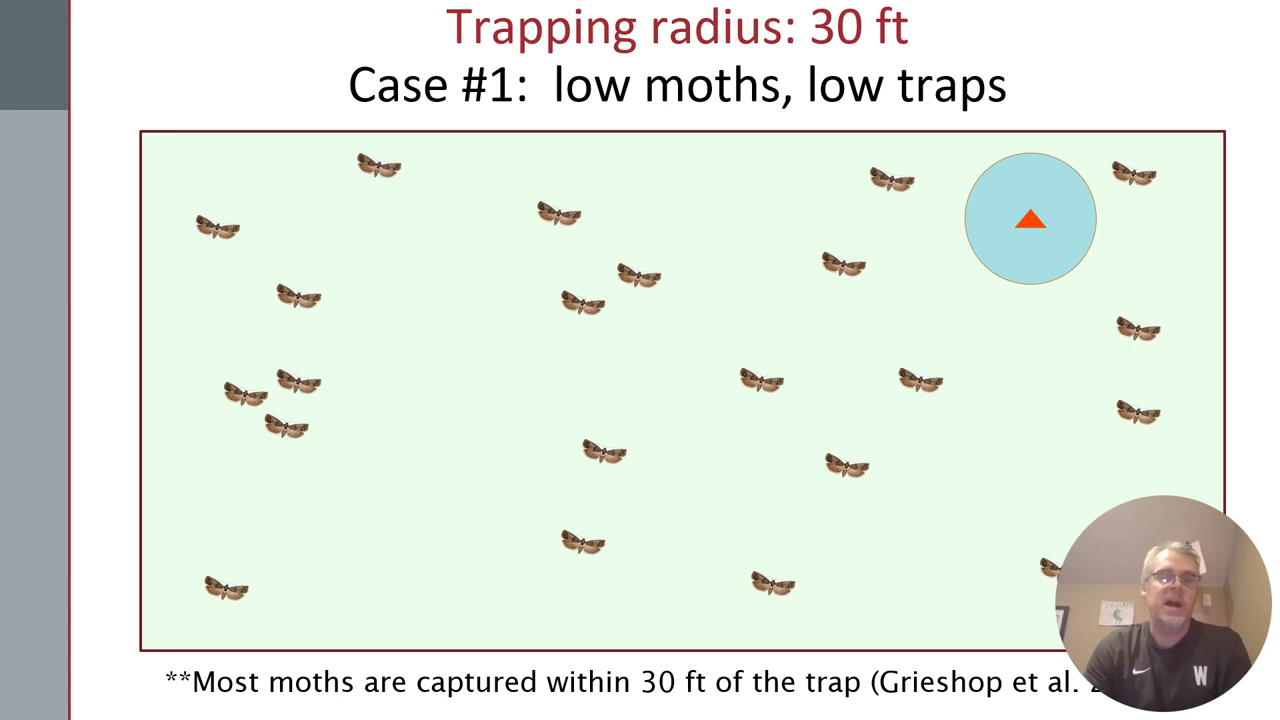 Trapping radius: 30 ft
Case #1: low moths, low traps
**Most moths are captured within 30 ft of the trap (Grieshop et al.
W